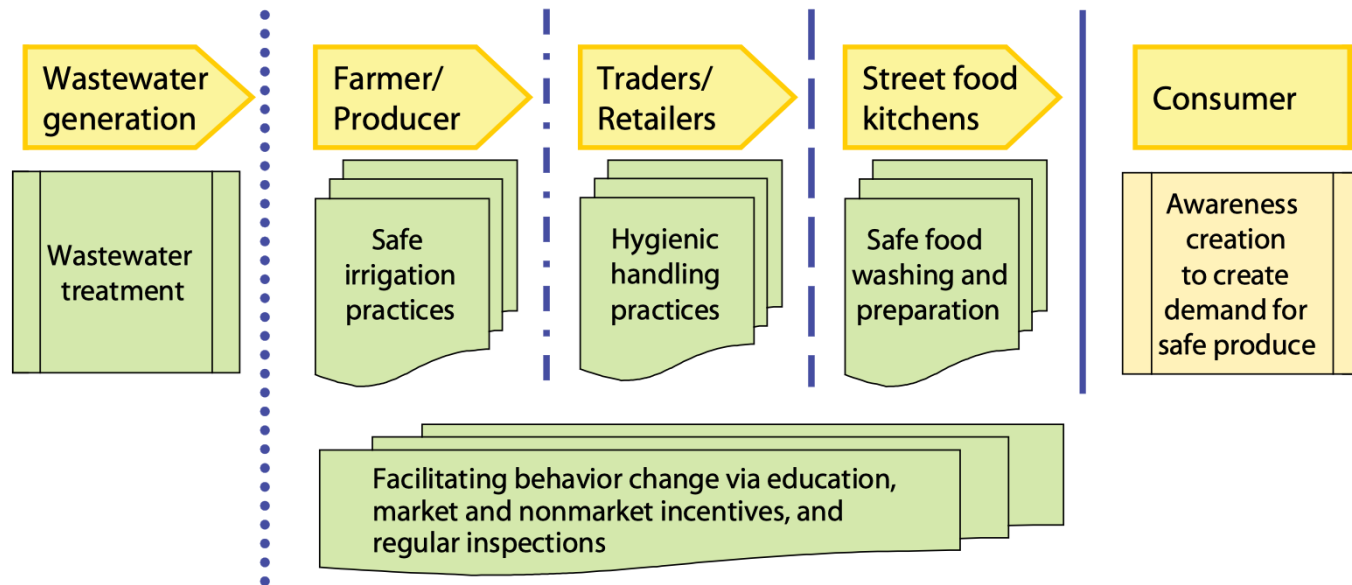 Wastewater
generation
Farmer/
Producer
Traders/
Retailers
Street food
kitchens
Consumer
Wastewater
treatment
Safe
irrigation
practices
Hygienic
handling
practices
Safe food
washing and
preparation
Awareness
creation
to create
demand for
safe produce
Facilitating behavior change via education,
market and nonmarket incentives, and
regular inspections